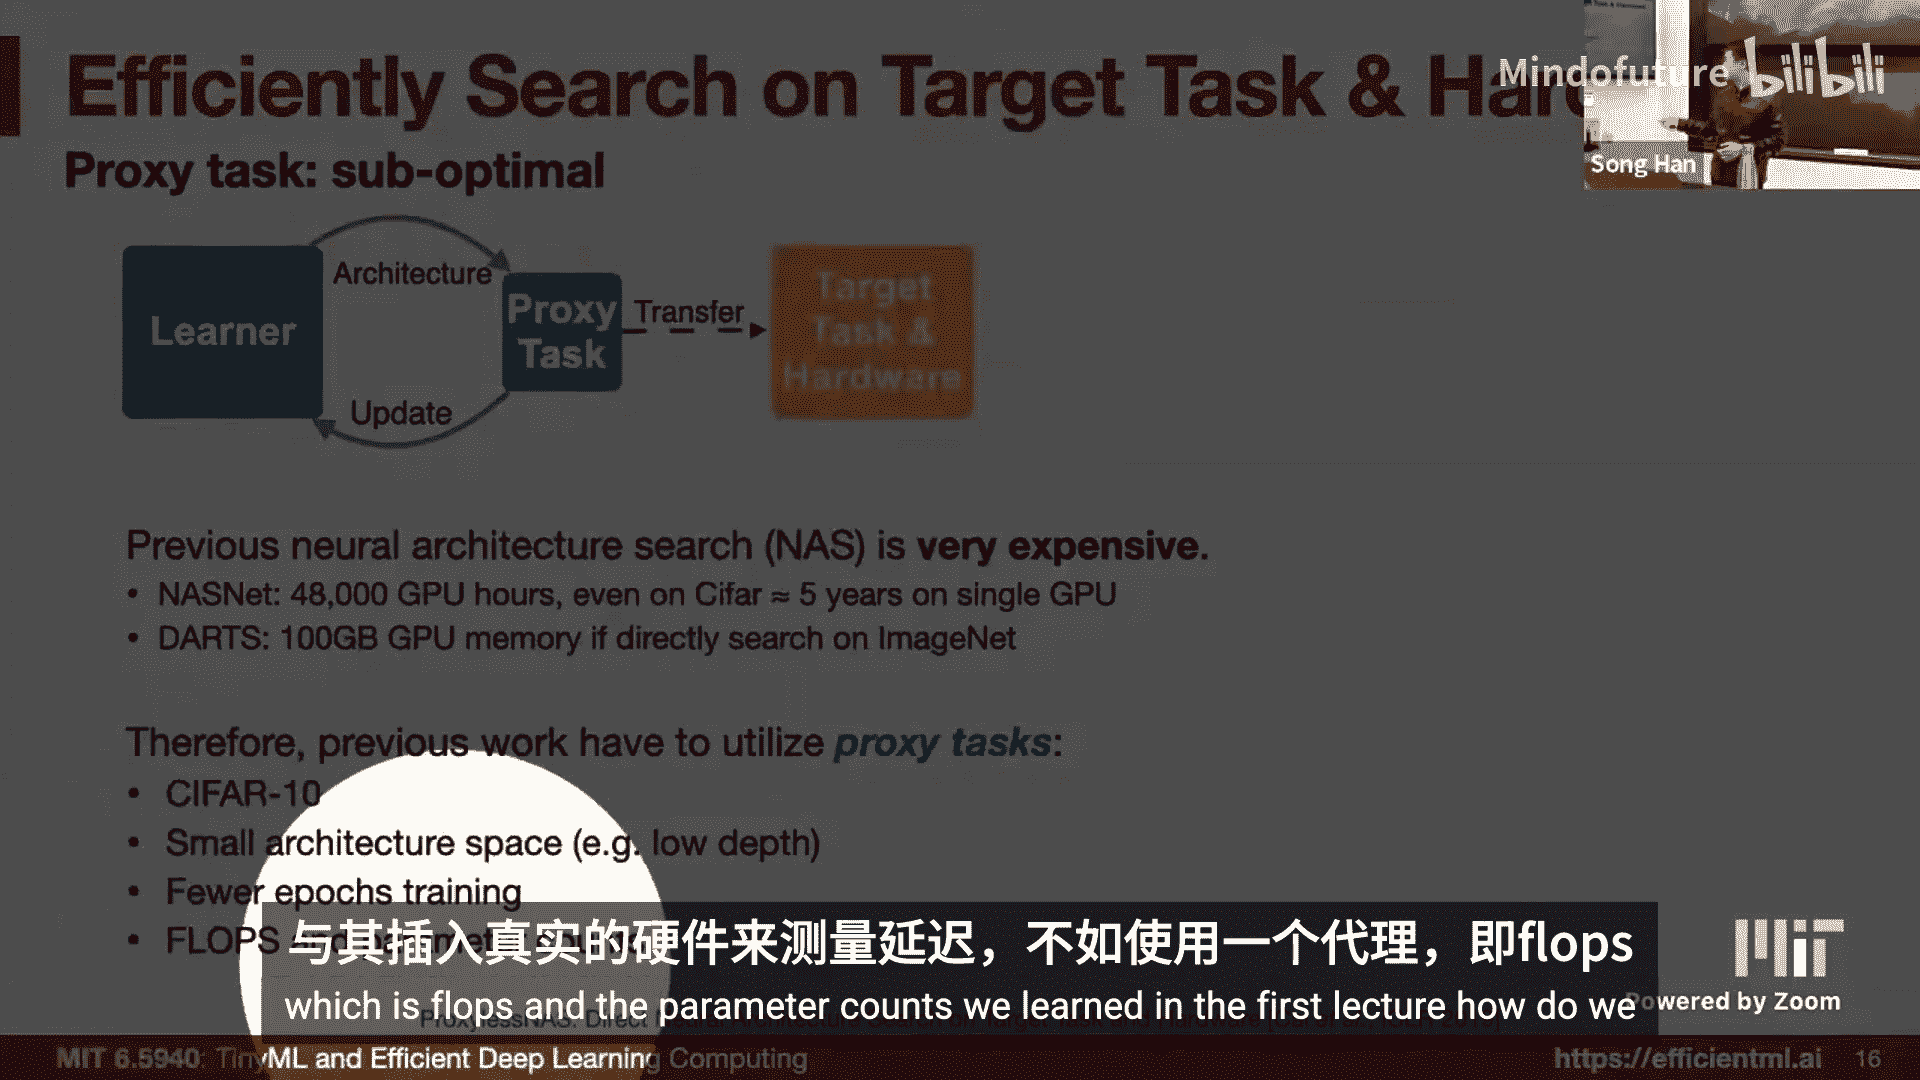 Efficiently Search on Target Task & Har
Mindofuture bilibili
Song Han
Proxy task: sub-optimal
Learner
Architecture
Update
Proxy
Task
Transfer
Target
Task &
Hardware
Previous neural architecture search (NAS) is very expensive.
• NASNet: 48,000 GPU hours, even on Cifar ≈ 5 years on single GPU
• DARTS: 100GB GPU memory if directly search on ImageNet
Therefore, previous work have to utilize proxy tasks:
• CIFAR-10
• Small architecture space (e.g. low depth)
• Fewer epochs training
• FLOPS
与其插入真实的硬件来测量延迟，不如使用一个代理，即flops
which is flops and the parameter counts we learned in the first lecture how do we
MIT
Powered by Zoom
MIT 6.5940: TinyML and Efficient Deep Learning Computing
https://efficientml.ai
16